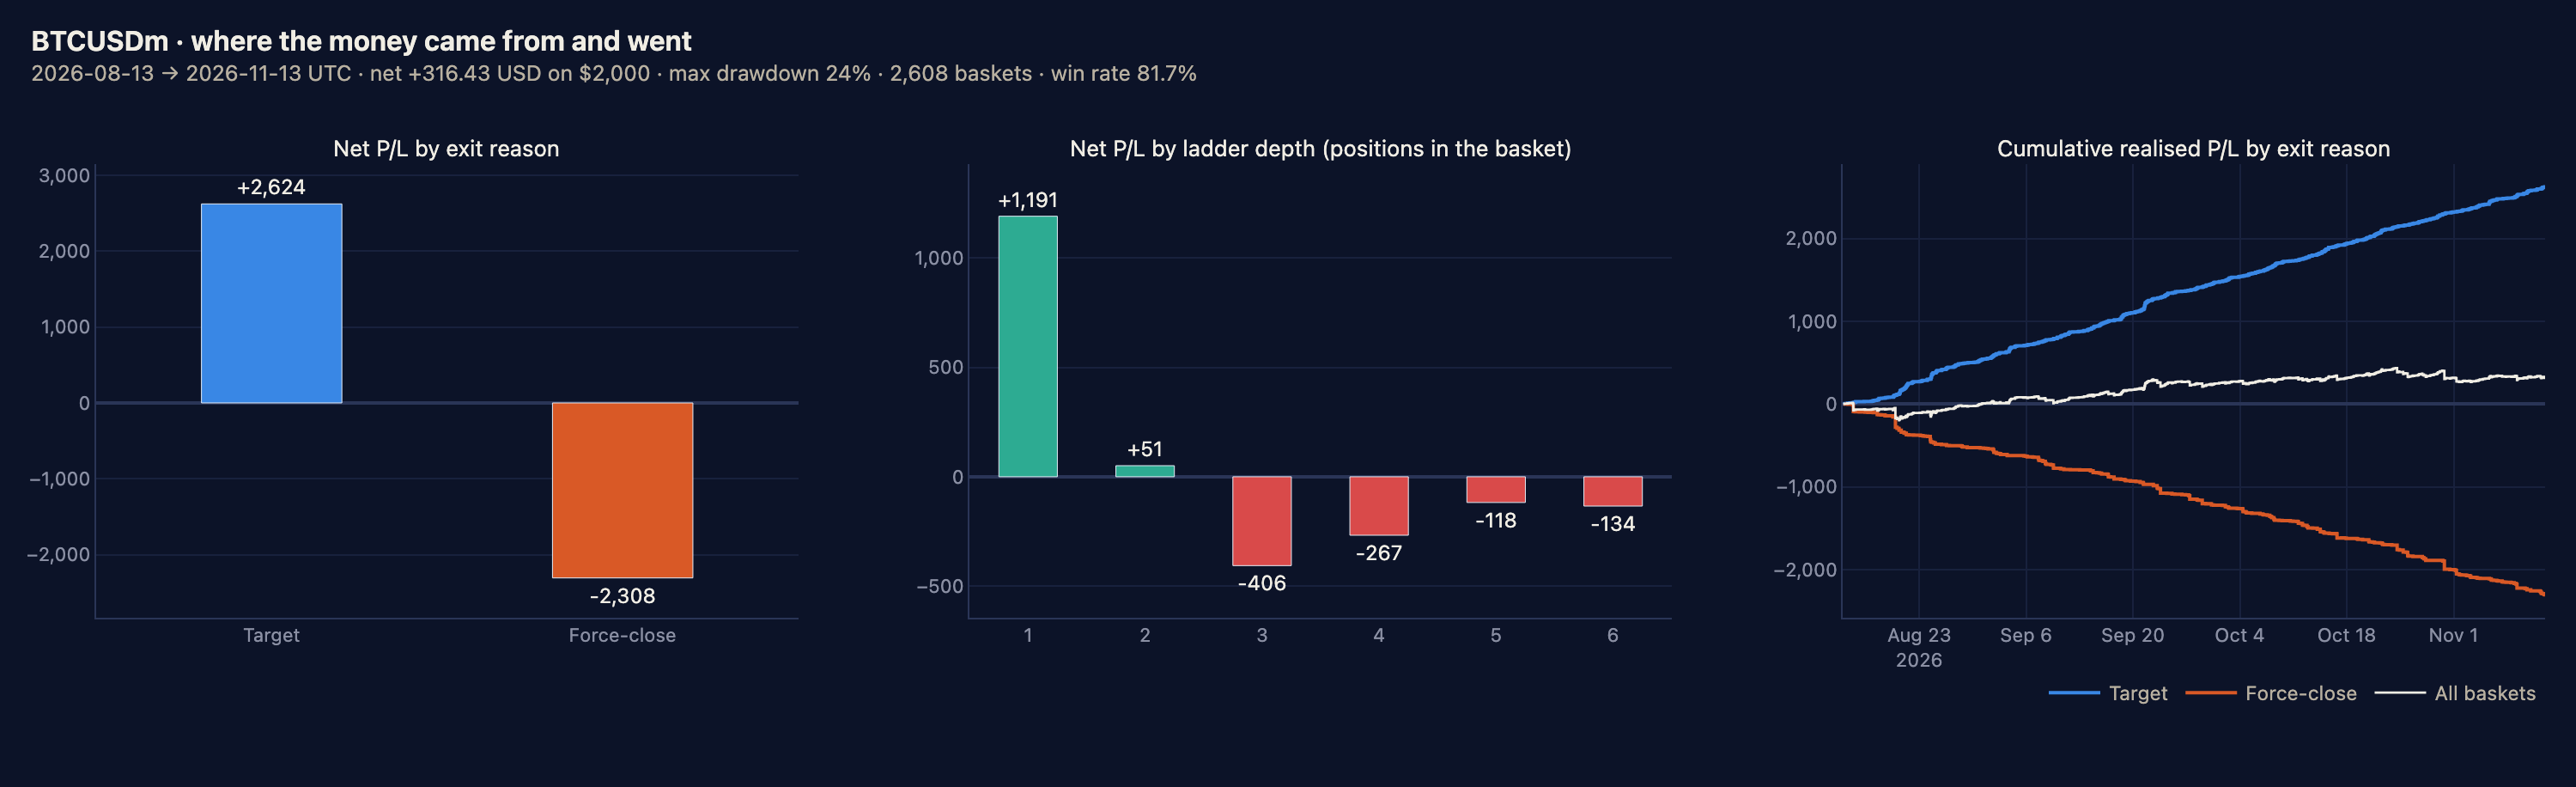 BTCUSDm · where the money came from and went
2026-08-13 → 2026-11-13 UTC · net +316.43 USD on $2,000 · max drawdown 24% · 2,608 baskets · win rate 81.7%
Net P/L by exit reason
3,000
2,000
1,000
0
−1,000
−2,000
+2,624
-2,308
Target
Force-close
Net P/L by ladder depth (positions in the basket)
1,000
500
0
−500
+1,191
+51
-406
-267
-118
-134
1
2
3
4
5
6
Cumulative realised P/L by exit reason
2,000
1,000
0
−1,000
−2,000
Aug 23
2026
Sep 6
Sep 20
Oct 4
Oct 18
Nov 1
Target
Force-close
All baskets